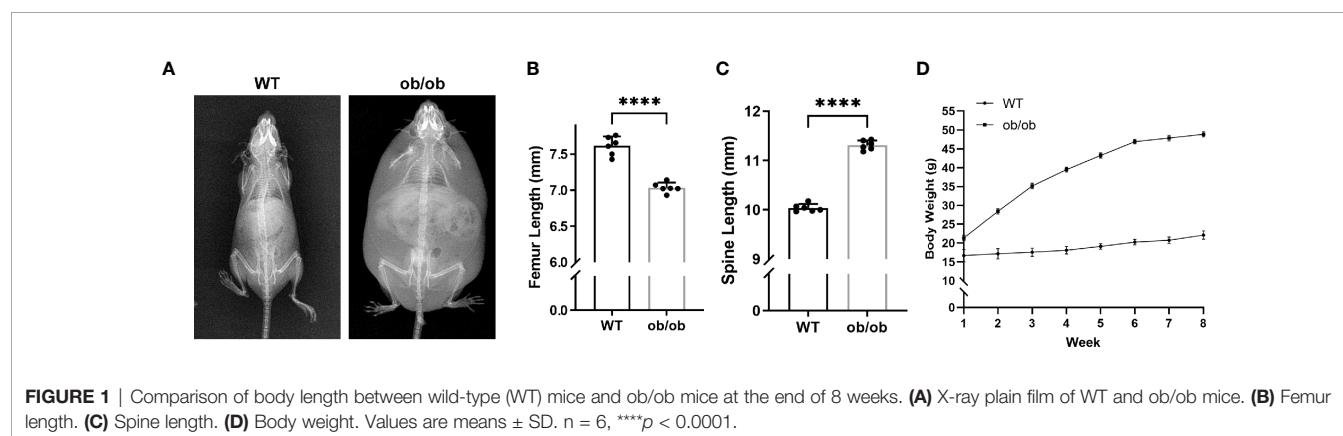 A
WT
ob/ob
B
****
Femur Length (mm)
7.5
7.0
6.5
6.0
0.0
WT
ob/ob
C
****
Spine Length (mm)
12
11
10
9
0
WT
ob/ob
D
WT
ob/ob
Body Weight (g)
55
50
45
40
35
30
25
20
15
10
0
1 2 3 4 5 6 7 8
Week
FIGURE 1 | Comparison of body length between wild-type (WT) mice and ob/ob mice at the end of 8 weeks. (A) X-ray plain film of WT and ob/ob mice. (B) Femur
length. (C) Spine length. (D) Body weight. Values are means ± SD. n = 6, ****p < 0.0001.